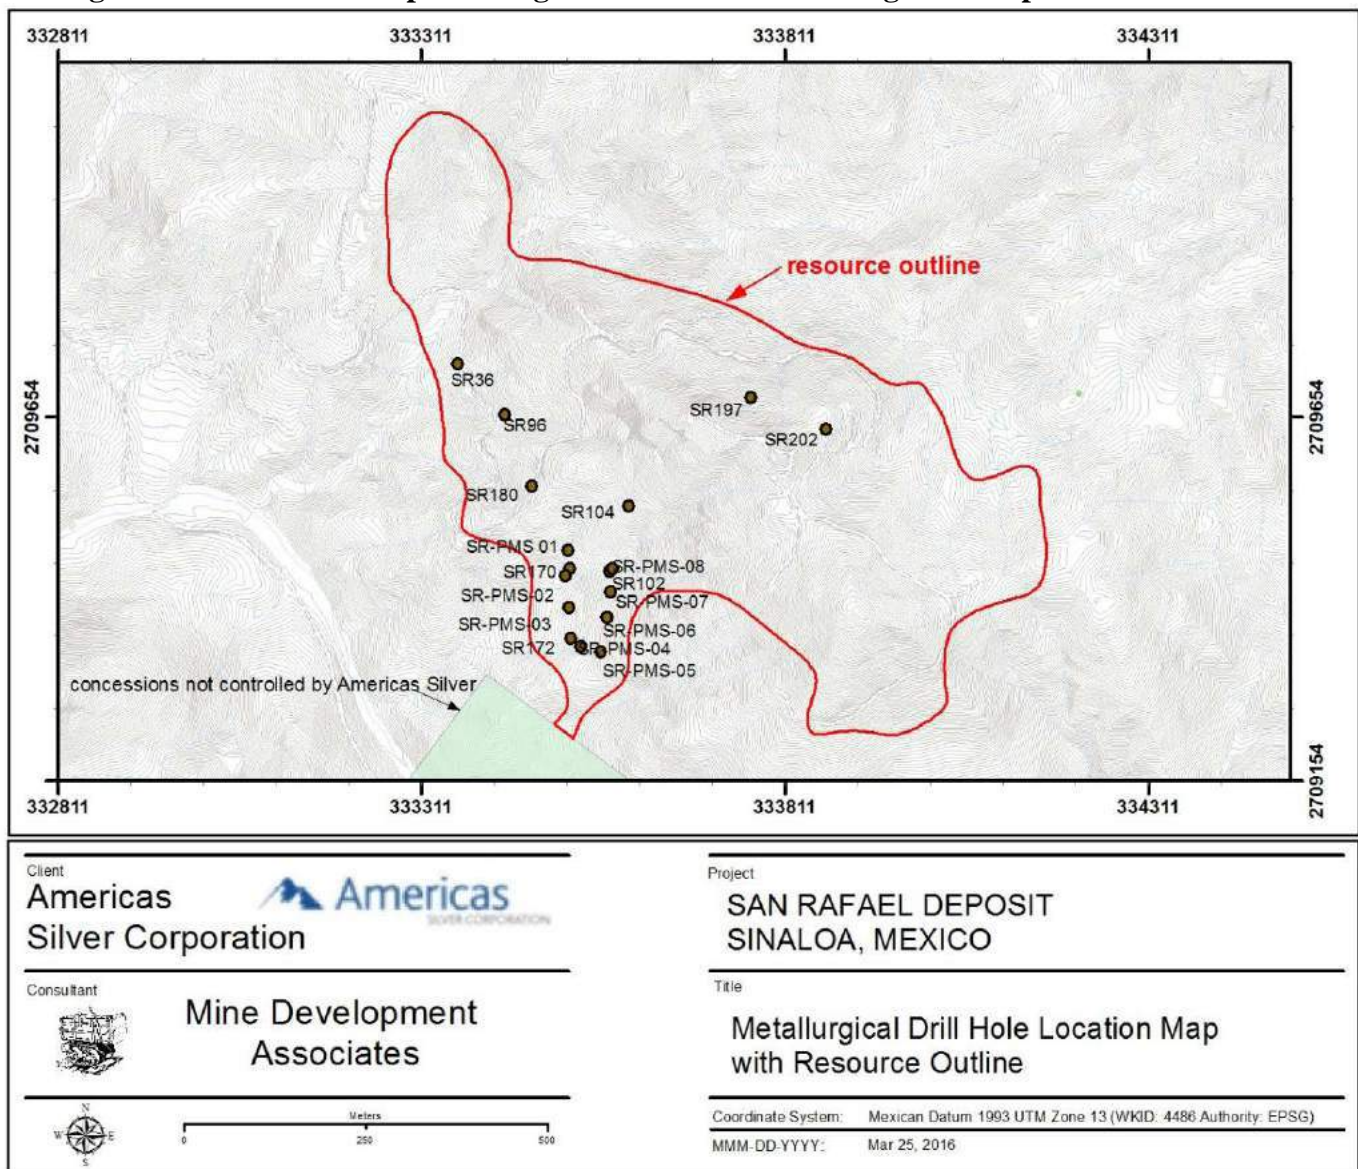 332811 333311 333811 334311
resource outline
SR36
2709654
SR197
2709654
SR96
SR202
SR180
SR104
SR-PMS 01
SR-PMS-08
SR170
SR102
SR-PMS-02
SR-PMS-07
SR-PMS-03
SR-PMS-06
SR172
SR-PMS-04
SR-PMS-05
concessions not controlled by Americas Silver
2709154
332811 333311 333811 334311
Client
Americas
Silver Corporation
Americas
SILVER CORPORATION
Project
SAN RAFAEL DEPOSIT
SINALOA, MEXICO
Consultant
Mine Development
Associates
Title
Metallurgical Drill Hole Location Map
with Resource Outline
N
W E
S
Meters
0 250 500
Coordinate System: Mexican Datum 1993 UTM Zone 13 (WKID: 4486 Authority: EPSG)
MMM-DD-YYYY: Mar 25, 2016